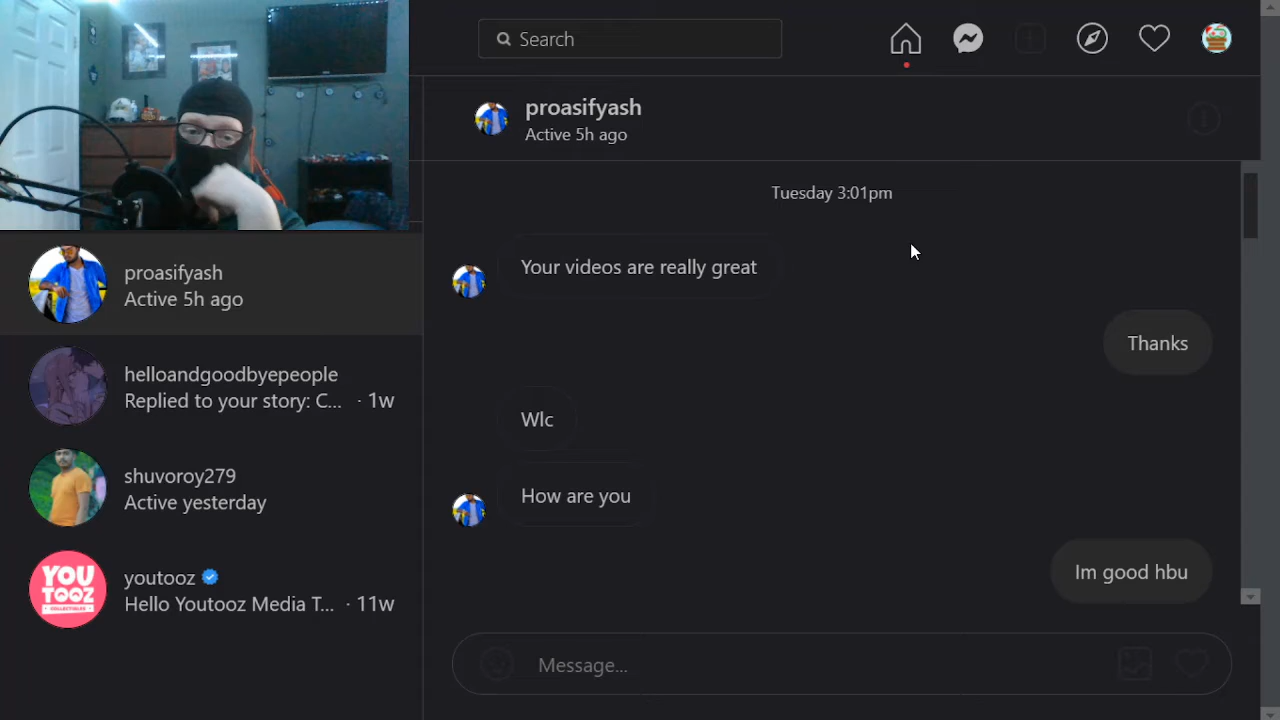 Search
proasifyash
Active 5h ago
Tuesday 3:01pm
Your videos are really great
Thanks
Wlc
How are you
Im good hbu
Message...
proasifyash
Active 5h ago
helloandgoodbyepeople
Replied to your story: C... · 1w
shuvoroy279
Active yesterday
YOU
TOOZ
COLLECTIBLES
youtooz
Hello Youtooz Media T... · 11w